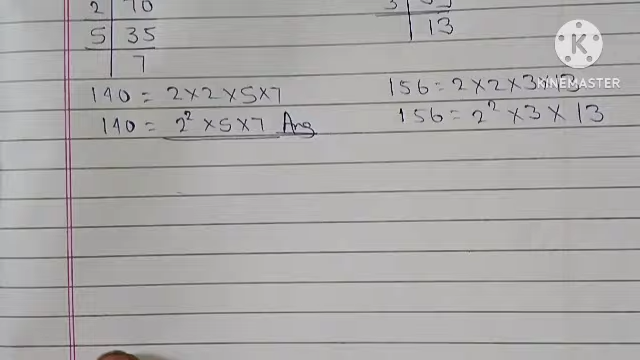 2 | 70
5 | 35
7
140 = 2×2×5×7
140 = 2² ×5×7 Ans
13
156 = 2×2×3×13
156 = 2² ×3×13
KINEMASTER